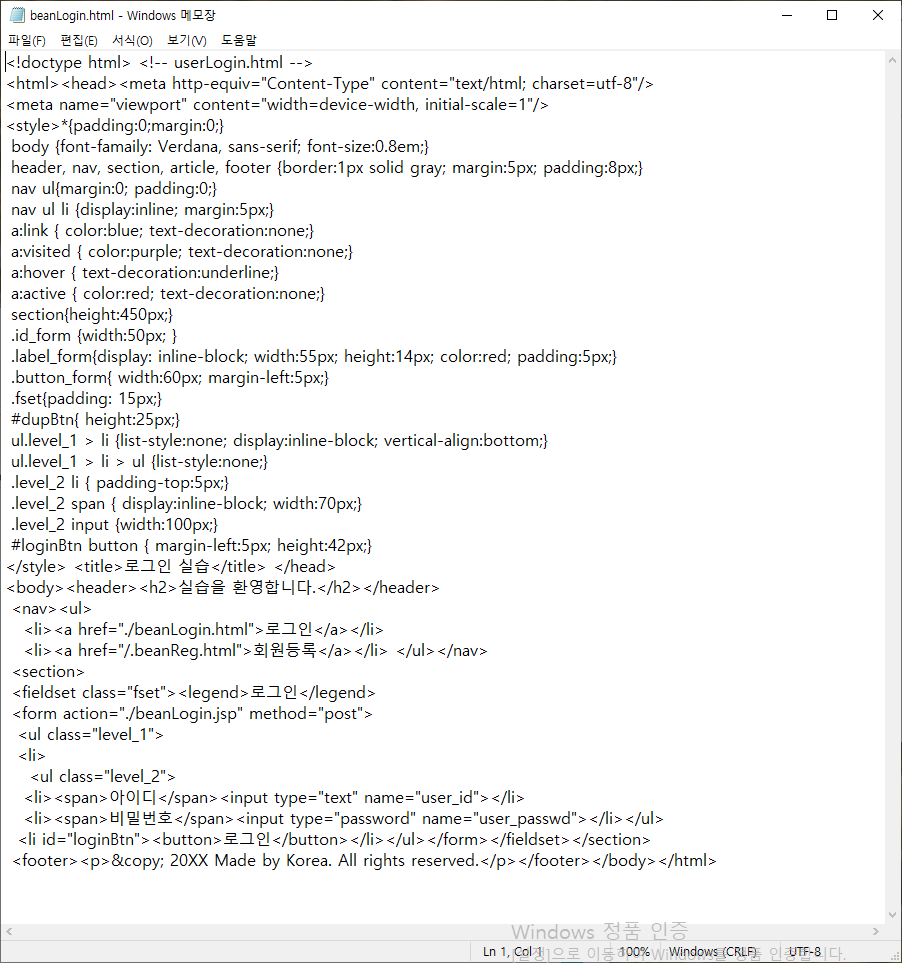 beanLogin.html - Windows 메모장
파일(F) 편집(E) 서식(O) 보기(V) 도움말
<!doctype html> <!-- userLogin.html -->
<html><head><meta http-equiv="Content-Type" content="text/html; charset=utf-8"/>
<meta name="viewport" content="width=device-width, initial-scale=1"/>
<style>*{padding:0;margin:0;}
body {font-famaily: Verdana, sans-serif; font-size:0.8em;}
header, nav, section, article, footer {border:1px solid gray; margin:5px; padding:8px;}
nav ul{margin:0; padding:0;}
nav ul li {display:inline; margin:5px;}
a:link { color:blue; text-decoration:none;}
a:visited { color:purple; text-decoration:none;}
a:hover { text-decoration:underline;}
a:active { color:red; text-decoration:none;}
section{height:450px;}
.id_form {width:50px; }
.label_form{display: inline-block; width:55px; height:14px; color:red; padding:5px;}
.button_form{ width:60px; margin-left:5px;}
.fset{padding: 15px;}
#dupBtn{ height:25px;}
ul.level_1 > li {list-style:none; display:inline-block; vertical-align:bottom;}
ul.level_1 > li > ul {list-style:none;}
.level_2 li { padding-top:5px;}
.level_2 span { display:inline-block; width:70px;}
.level_2 input {width:100px;}
#loginBtn button { margin-left:5px; height:42px;}
</style> <title>로그인 실습</title> </head>
<body><header><h2>실습을 환영합니다.</h2></header>
<nav><ul>
<li><a href="./beanLogin.html">로그인</a></li>
<li><a href="/.beanReg.html">회원등록</a></li> </ul></nav>
<section>
<fieldset class="fset"><legend>로그인</legend>
<form action="./beanLogin.jsp" method="post">
<ul class="level_1">
<li>
<ul class="level_2">
<li><span>아이디</span><input type="text" name="user_id"></li>
<li><span>비밀번호</span><input type="password" name="user_passwd"></li></ul>
<li id="loginBtn"><button>로그인</button></li></ul></form></fieldset></section>
<footer><p>&copy; 20XX Made by Korea. All rights reserved.</p></footer></body></html>
Windows 정품 인증
[설정]으로 이동하여 Windows를 정품 인증합니다.
Ln 1, Col 1 100% Windows (CRLF) UTF-8